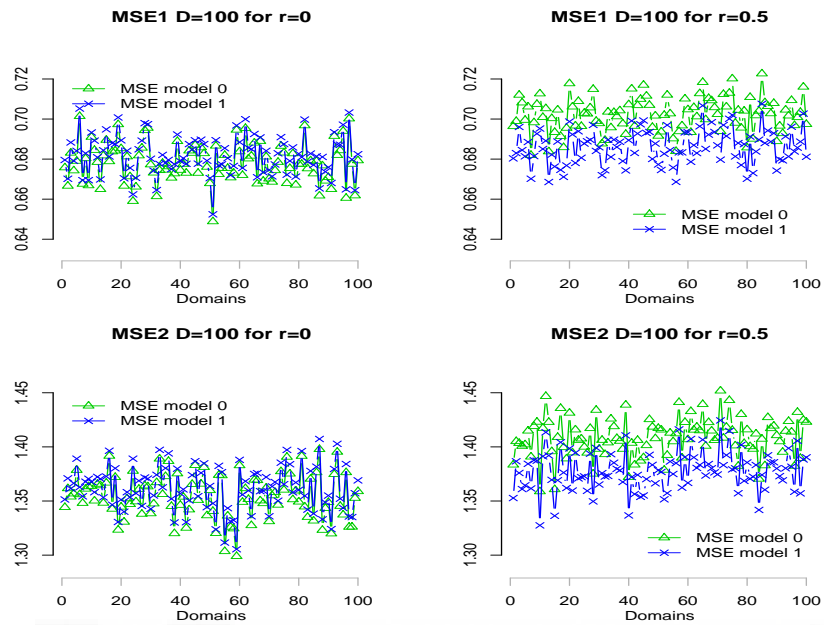 MSE1 D=100 for r=0
MSE model 0
MSE model 1
0.64 0.66 0.68 0.70 0.72
0 20 40 60 80 100
Domains
MSE1 D=100 for r=0.5
MSE model 0
MSE model 1
0.64 0.66 0.68 0.70 0.72
0 20 40 60 80 100
Domains
MSE2 D=100 for r=0
MSE model 0
MSE model 1
1.30 1.35 1.40 1.45
0 20 40 60 80 100
Domains
MSE2 D=100 for r=0.5
MSE model 0
MSE model 1
1.30 1.35 1.40 1.45
0 20 40 60 80 100
Domains